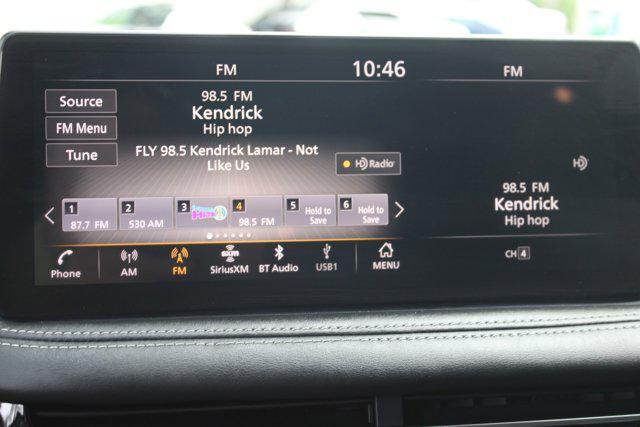 FM
10:46
FM
Source
FM Menu
Tune
98.5 FM
Kendrick
Hip hop
FLY 98.5 Kendrick Lamar - Not
Like Us
HD Radio
1
87.7 FM
2
530 AM
3
4
98.5 FM
5
Hold to
Save
6
Hold to
Save
Phone
AM
FM
sxm
SiriusXM
BT Audio
USB1
MENU
HD
98.5 FM
Kendrick
Hip hop
CH 4